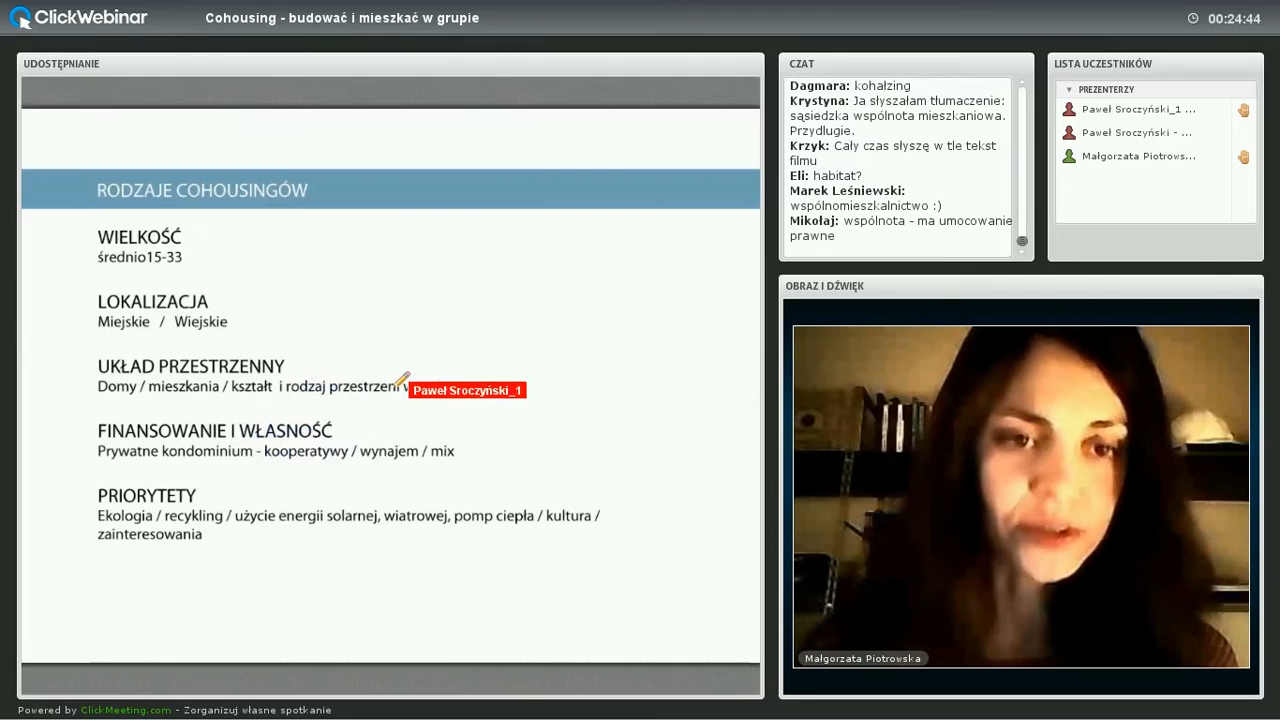 ClickWebinar
Cohousing - budować i mieszkać w grupie
00:24:44
UDOSTĘPNIANIE
RODZAJE COHOUSINGÓW
WIELKOŚĆ
średnio15-33
LOKALIZACJA
Miejskie / Wiejskie
UKŁAD PRZESTRZENNY
Domy / mieszkania / kształt i rodzaj przestrzeni
Paweł Sroczyński_1
FINANSOWANIE I WŁASNOŚĆ
Prywatne kondominium - kooperatywy / wynajem / mix
PRIORYTETY
Ekologia / recykling / użycie energii solarnej, wiatrowej, pomp ciepła / kultura /
zainteresowania
CZAT
Dagmara: kohałzing
Krystyna: Ja słyszałam tłumaczenie:
sąsiedzka wspólnota mieszkaniowa.
Przydlugie.
Krzyk: Cały czas słyszę w tle tekst
filmu
Eli: habitat?
Marek Leśniewski:
wspólnomieszkalnictwo :)
Mikołaj: wspólnota - ma umocowanie
prawne
LISTA UCZESTNIKÓW
PREZENTERZY
Paweł Sroczyński_1 ...
Paweł Sroczyński - ...
Małgorzata Piotrows...
OBRAZ I DŹWIĘK
Małgorzata Piotrowska
Powered by ClickMeeting.com - Zorganizuj własne spotkanie